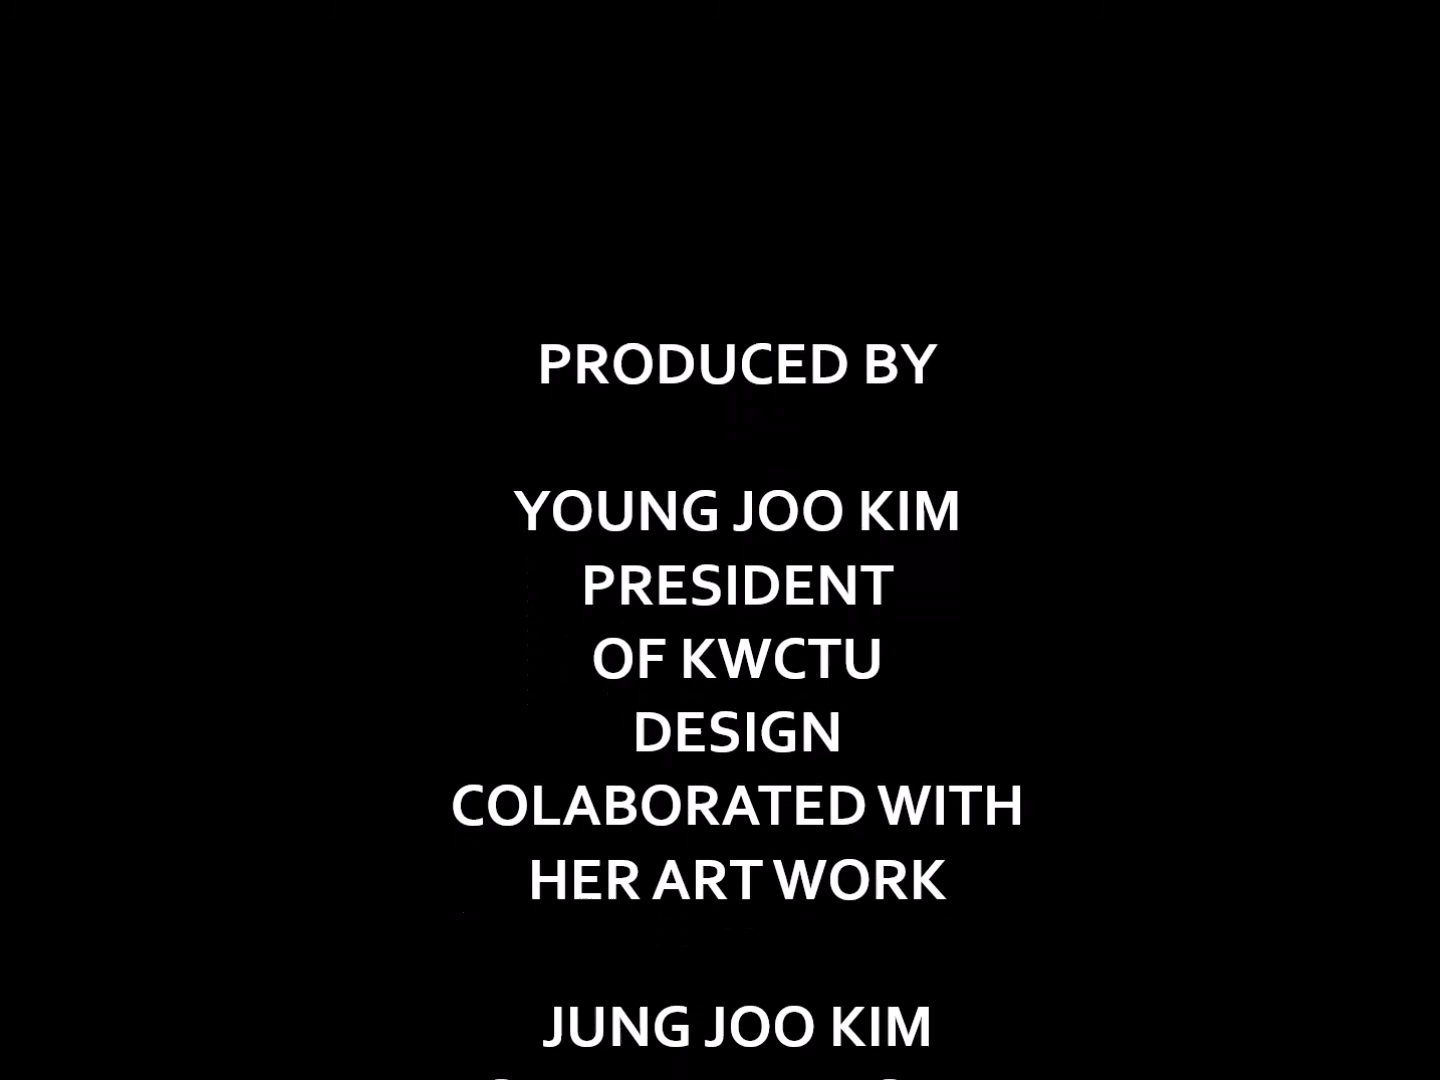 PRODUCED BY
YOUNG JOO KIM
PRESIDENT
OF KWCTU
DESIGN
COLABORATED WITH
HER ART WORK
JUNG JOO KIM